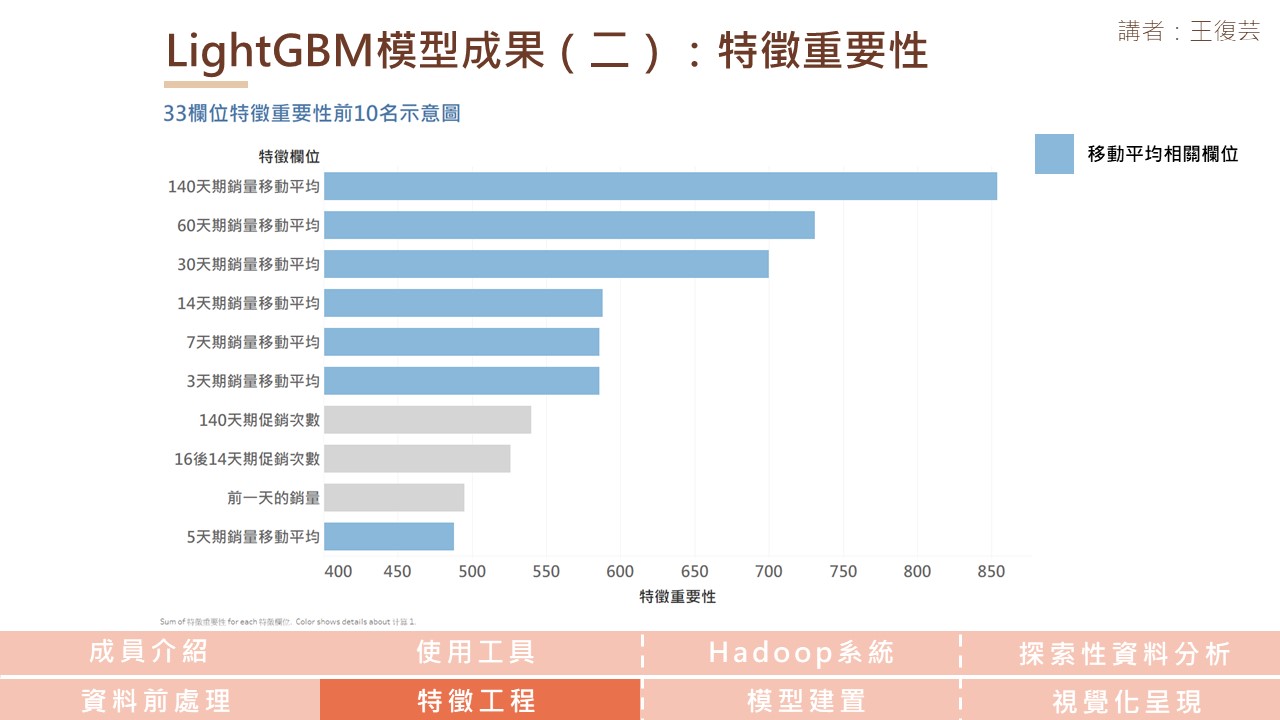 LightGBM模型成果(二):特徵重要性
講者:王復芸
33欄位特徵重要性前10名示意圖
移動平均相關欄位
特徵欄位
140天期銷量移動平均
60天期銷量移動平均
30天期銷量移動平均
14天期銷量移動平均
7天期銷量移動平均
3天期銷量移動平均
140天期促銷次數
16後14天期促銷次數
前一天的銷量
5天期銷量移動平均
400 450 500 550 600 650 700 750 800 850
特徵重要性
Sum of 特徵重要性 for each 特徵欄位. Color shows details about 计算 1.
成員介紹 使用工具 Hadoop系統 探索性資料分析
資料前處理 特徵工程 模型建置 視覺化呈現